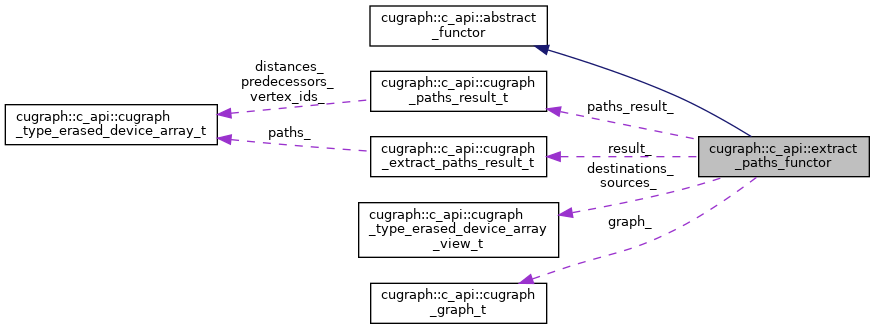 cugraph::c_api::abstract
_functor
distances_
predecessors_
vertex_ids_
cugraph::c_api::cugraph
_paths_result_t
paths_result_
cugraph::c_api::cugraph
_type_erased_device_array_t
paths_
cugraph::c_api::cugraph
_extract_paths_result_t
result_
cugraph::c_api::extract
_paths_functor
destinations_
sources_
cugraph::c_api::cugraph
_type_erased_device_array
_view_t
graph_
cugraph::c_api::cugraph
_graph_t